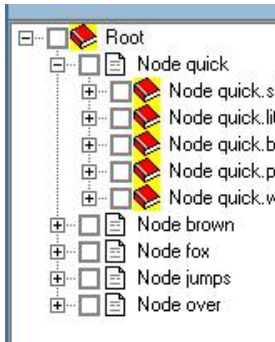 Root
Node quick
Node quick.s
Node quick.lit
Node quick.b
Node quick.p
Node quick.w
Node brown
Node fox
Node jumps
Node over